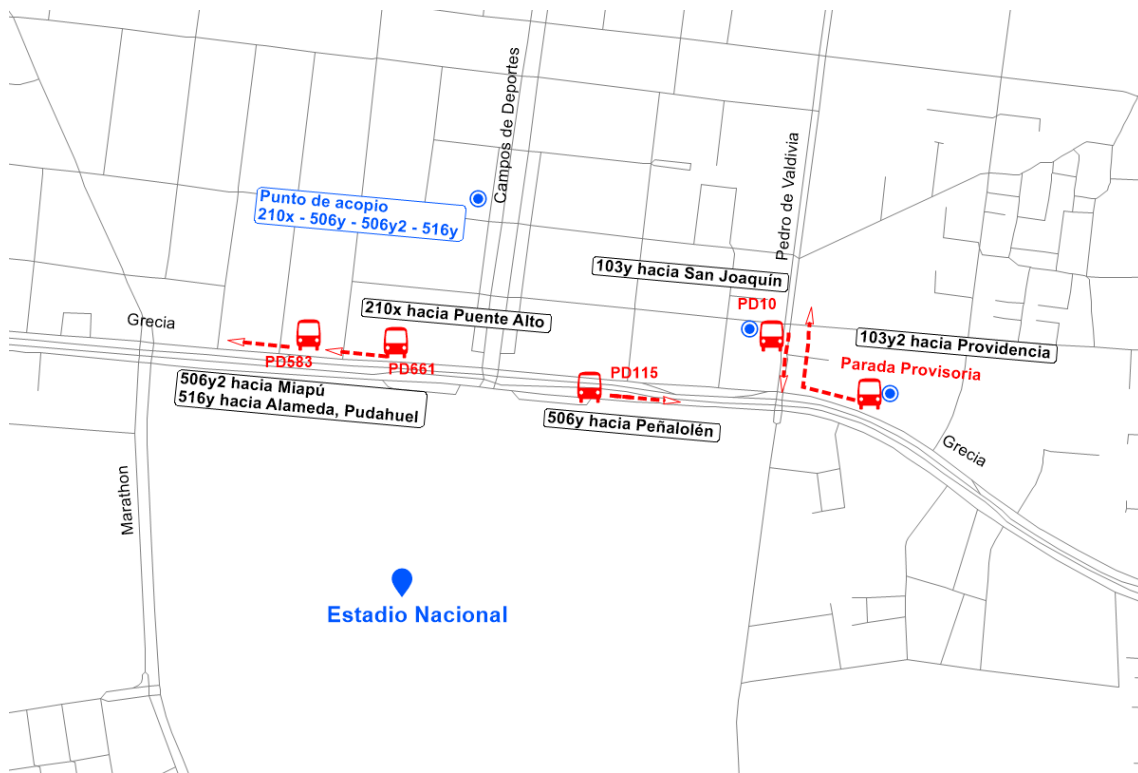 Campos de Deportes
Pedro de Valdivia
Punto de acopio
210x - 506y - 506y2 - 516y
103y hacia San Joaquín
PD10
210x hacia Puente Alto
Grecia
103y2 hacia Providencia
PD583
PD661
PD115
Parada Provisoria
506y2 hacia Miapú
516y hacia Alameda, Pudahuel
506y hacia Peñalolén
Grecia
Marathon
Estadio Nacional